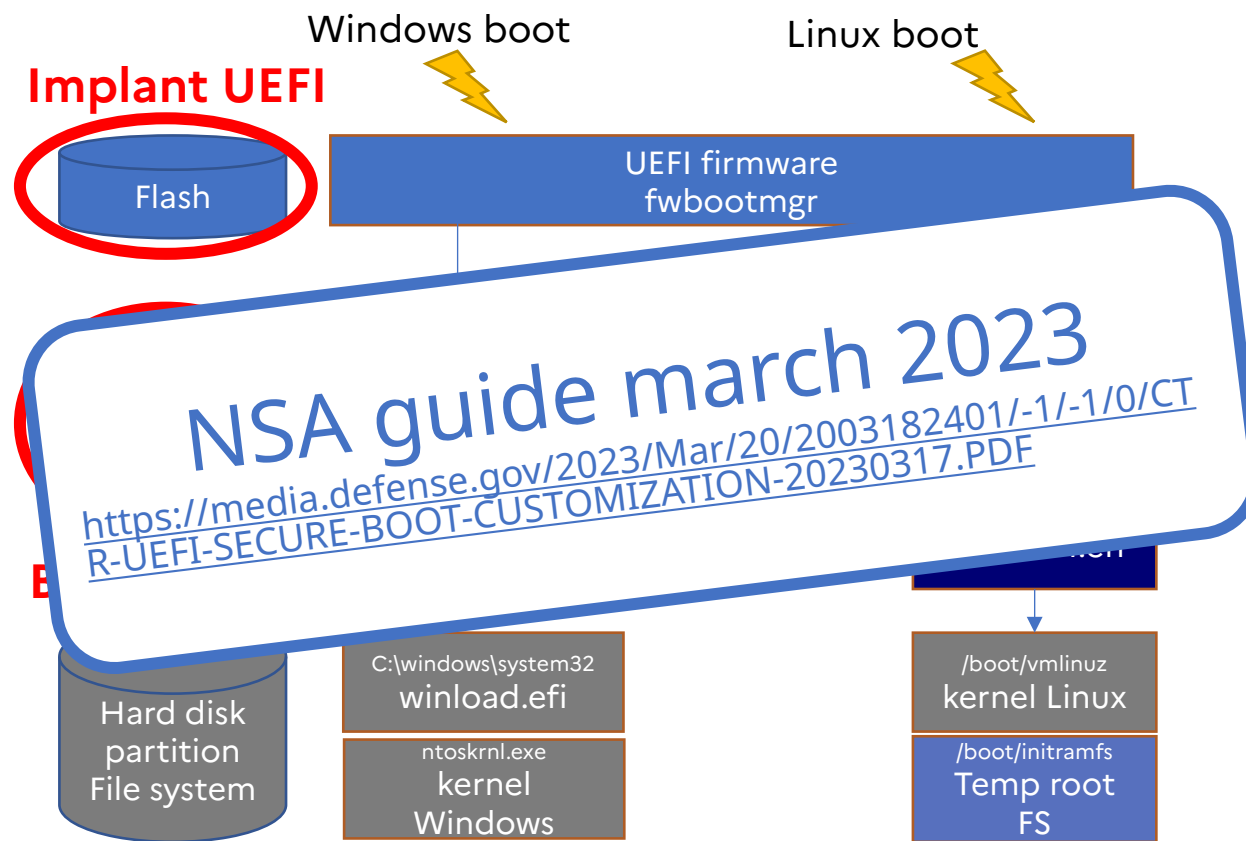 Windows boot
Linux boot
Implant UEFI
Flash
UEFI firmware
fwbootmgr
NSA guide march 2023
https://media.defense.gov/2023/Mar/20/2003182401/-1/-1/0/CT
R-UEFI-SECURE-BOOT-CUSTOMIZATION-20230317.PDF
Hard disk
partition
File system
C:\windows\system32
winload.efi
ntoskrnl.exe
kernel
Windows
/boot/vmlinuz
kernel Linux
/boot/initramfs
Temp root
FS